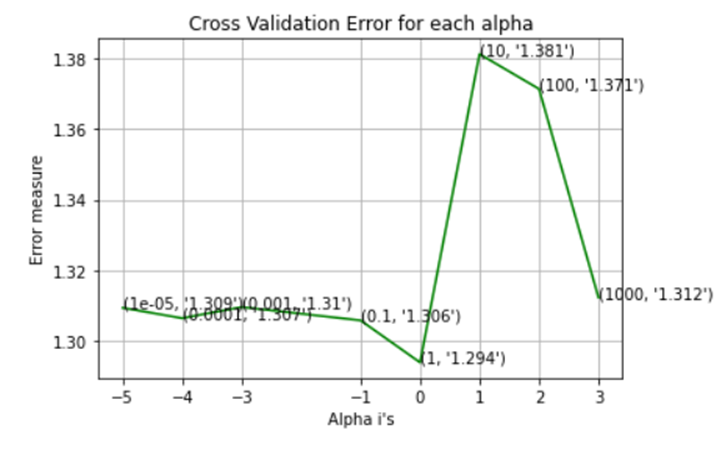 Cross Validation Error for each alpha
1.38
1.36
1.34
1.32
1.30
Error measure
(10, '1.381')
(100, '1.371')
(1000, '1.312')
(1e-05, '1.309')
(0.001, '1.31')
(0.0001, '1.307')
(0.1, '1.306')
(1, '1.294')
−5 −4 −3 −1 0 1 2 3
Alpha i's